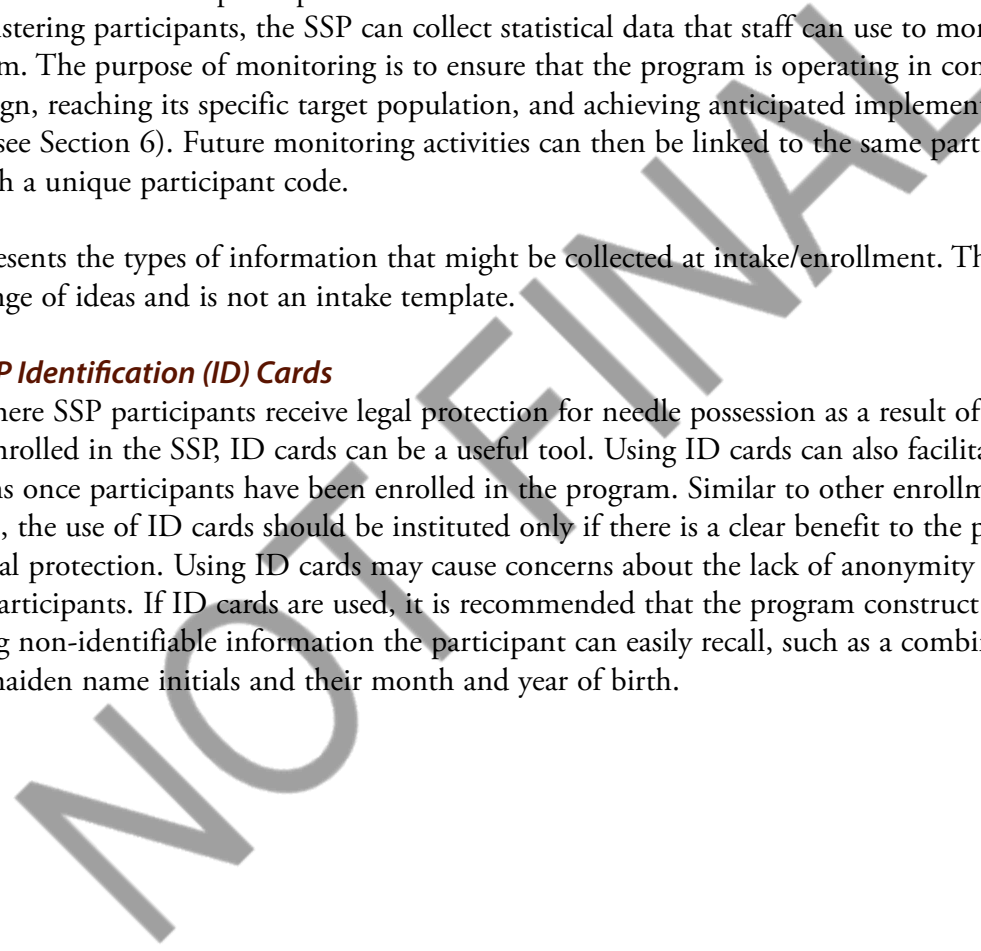 stering participants, the SSP can collect statistical data that staff can use to mo
m. The purpose of monitoring is to ensure that the program is operating in con
gn, reaching its specific target population, and achieving anticipated implement
see Section 6). Future monitoring activities can then be linked to the same part
h a unique participant code.
esents the types of information that might be collected at intake/enrollment. Th
nge of ideas and is not an intake template.
P Identification (ID) Cards
here SSP participants receive legal protection for needle possession as a result of
nrolled in the SSP, ID cards can be a useful tool. Using ID cards can also facilita
ns once participants have been enrolled in the program. Similar to other enrollm
, the use of ID cards should be instituted only if there is a clear benefit to the p
al protection. Using ID cards may cause concerns about the lack of anonymity
articipants. If ID cards are used, it is recommended that the program construct
g non-identifiable information the participant can easily recall, such as a combi
maiden name initials and their month and year of birth.
NOT FINAL